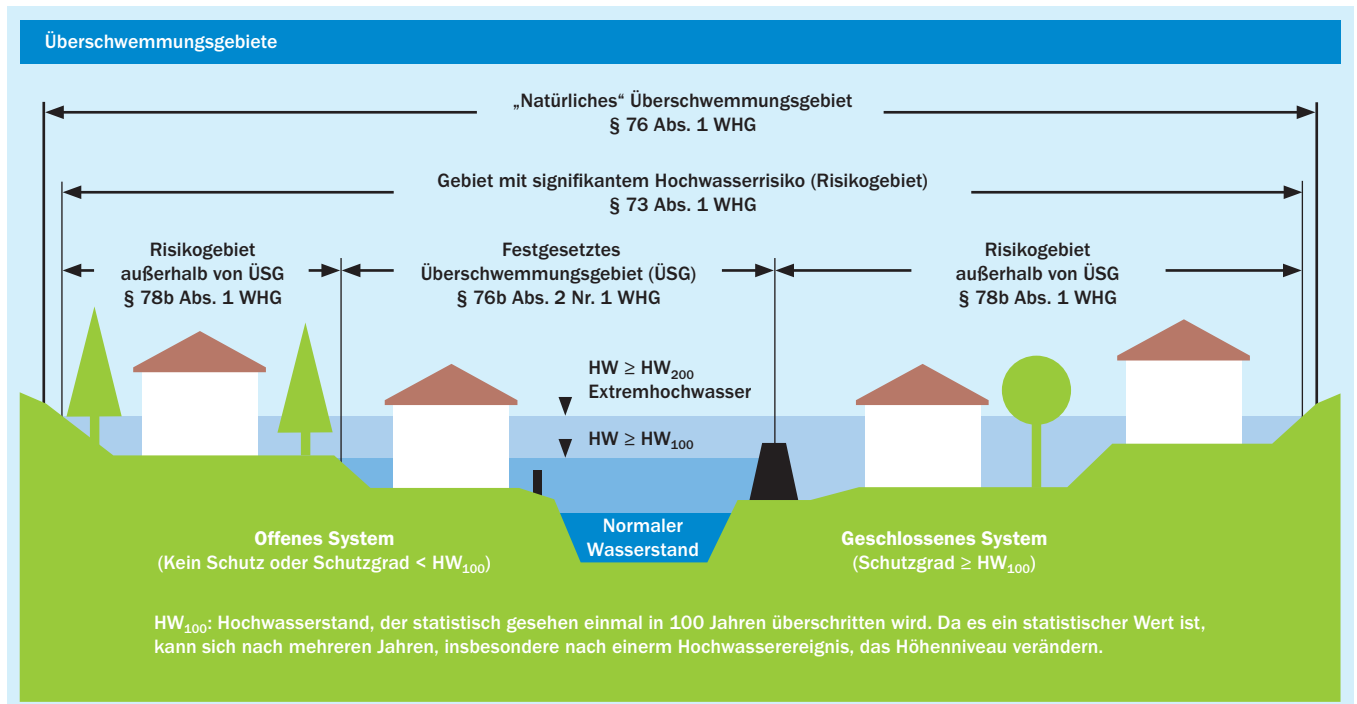 Überschwemmungsgebiete
„Natürliches“ Überschwemmungsgebiet
§ 76 Abs. 1 WHG
Gebiet mit signifikantem Hochwasserrisiko (Risikogebiet)
§ 73 Abs. 1 WHG
Risikogebiet
außerhalb von ÜSG
§ 78b Abs. 1 WHG
Festgesetztes
Überschwemmungsgebiet (ÜSG)
§ 76b Abs. 2 Nr. 1 WHG
Risikogebiet
außerhalb von ÜSG
§ 78b Abs. 1 WHG
HW ≥ HW₂₀₀
Extremhochwasser
HW ≥ HW₁₀₀
Normaler
Wasserstand
Offenes System
(Kein Schutz oder Schutzgrad < HW₁₀₀)
Geschlossenes System
(Schutzgrad ≥ HW₁₀₀)
HW₁₀₀: Hochwasserstand, der statistisch gesehen einmal in 100 Jahren überschritten wird. Da es ein statistischer Wert ist,
kann sich nach mehreren Jahren, insbesondere nach einerm Hochwasserereignis, das Höhenniveau verändern.